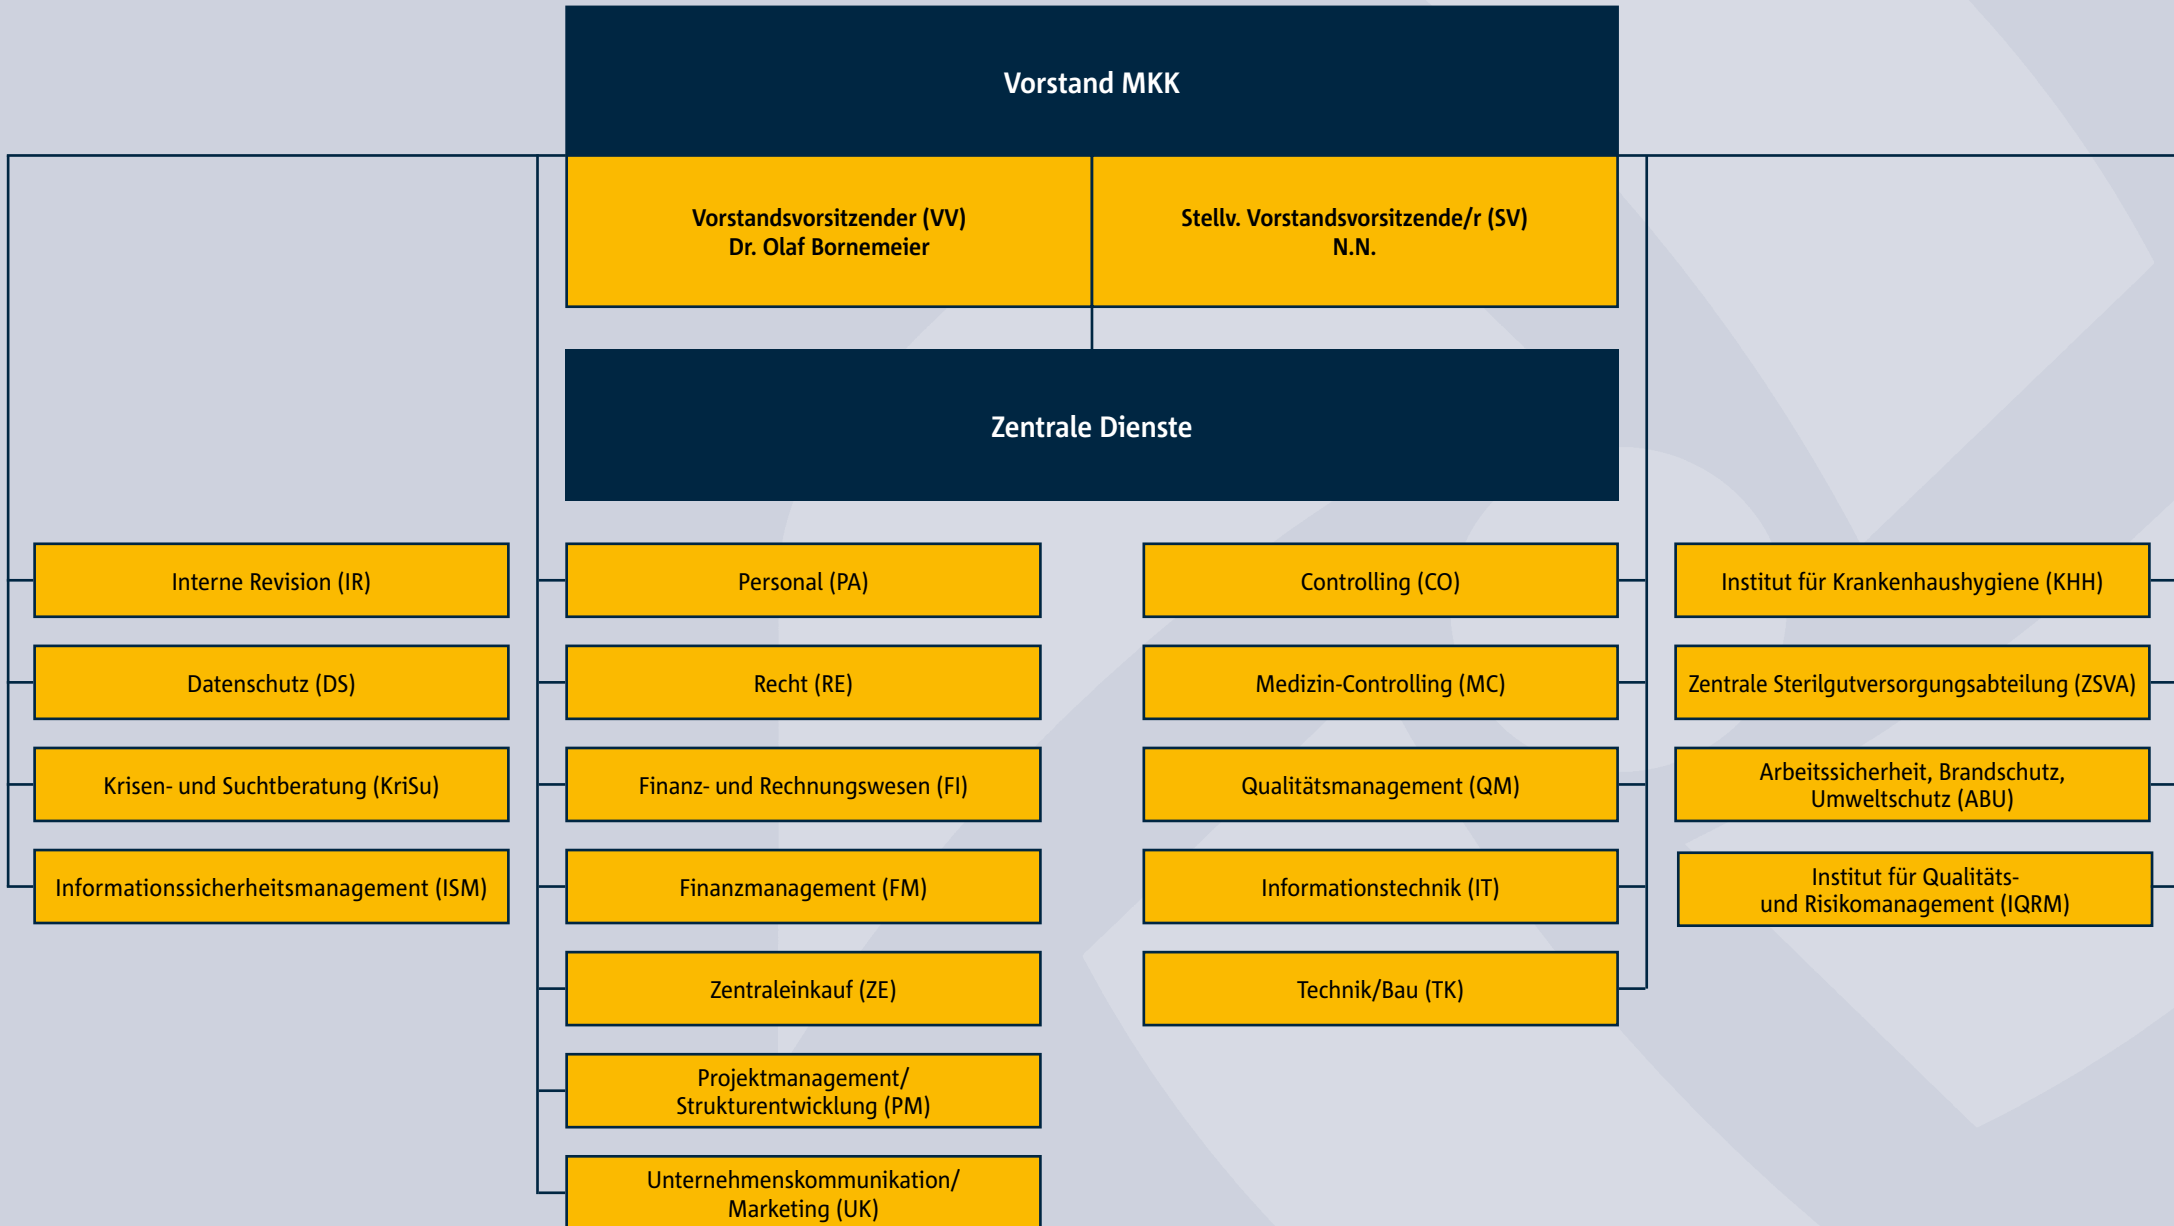 Vorstand MKK
Vorstandsvorsitzender (VV)
Dr. Olaf Bornemeier
Stellv. Vorstandsvorsitzende/r (SV)
N.N.
Zentrale Dienste
Interne Revision (IR)
Datenschutz (DS)
Krisen- und Suchtberatung (KriSu)
Informationssicherheitsmanagement (ISM)
Personal (PA)
Recht (RE)
Finanz- und Rechnungswesen (FI)
Finanzmanagement (FM)
Zentraleinkauf (ZE)
Projektmanagement/
Strukturentwicklung (PM)
Unternehmenskommunikation/
Marketing (UK)
Controlling (CO)
Medizin-Controlling (MC)
Qualitätsmanagement (QM)
Informationstechnik (IT)
Technik/Bau (TK)
Institut für Krankenhaushygiene (KHH)
Zentrale Sterilgutversorgungsabteilung (ZSVA)
Arbeitssicherheit, Brandschutz,
Umweltschutz (ABU)
Institut für Qualitäts-
und Risikomanagement (IQRM)